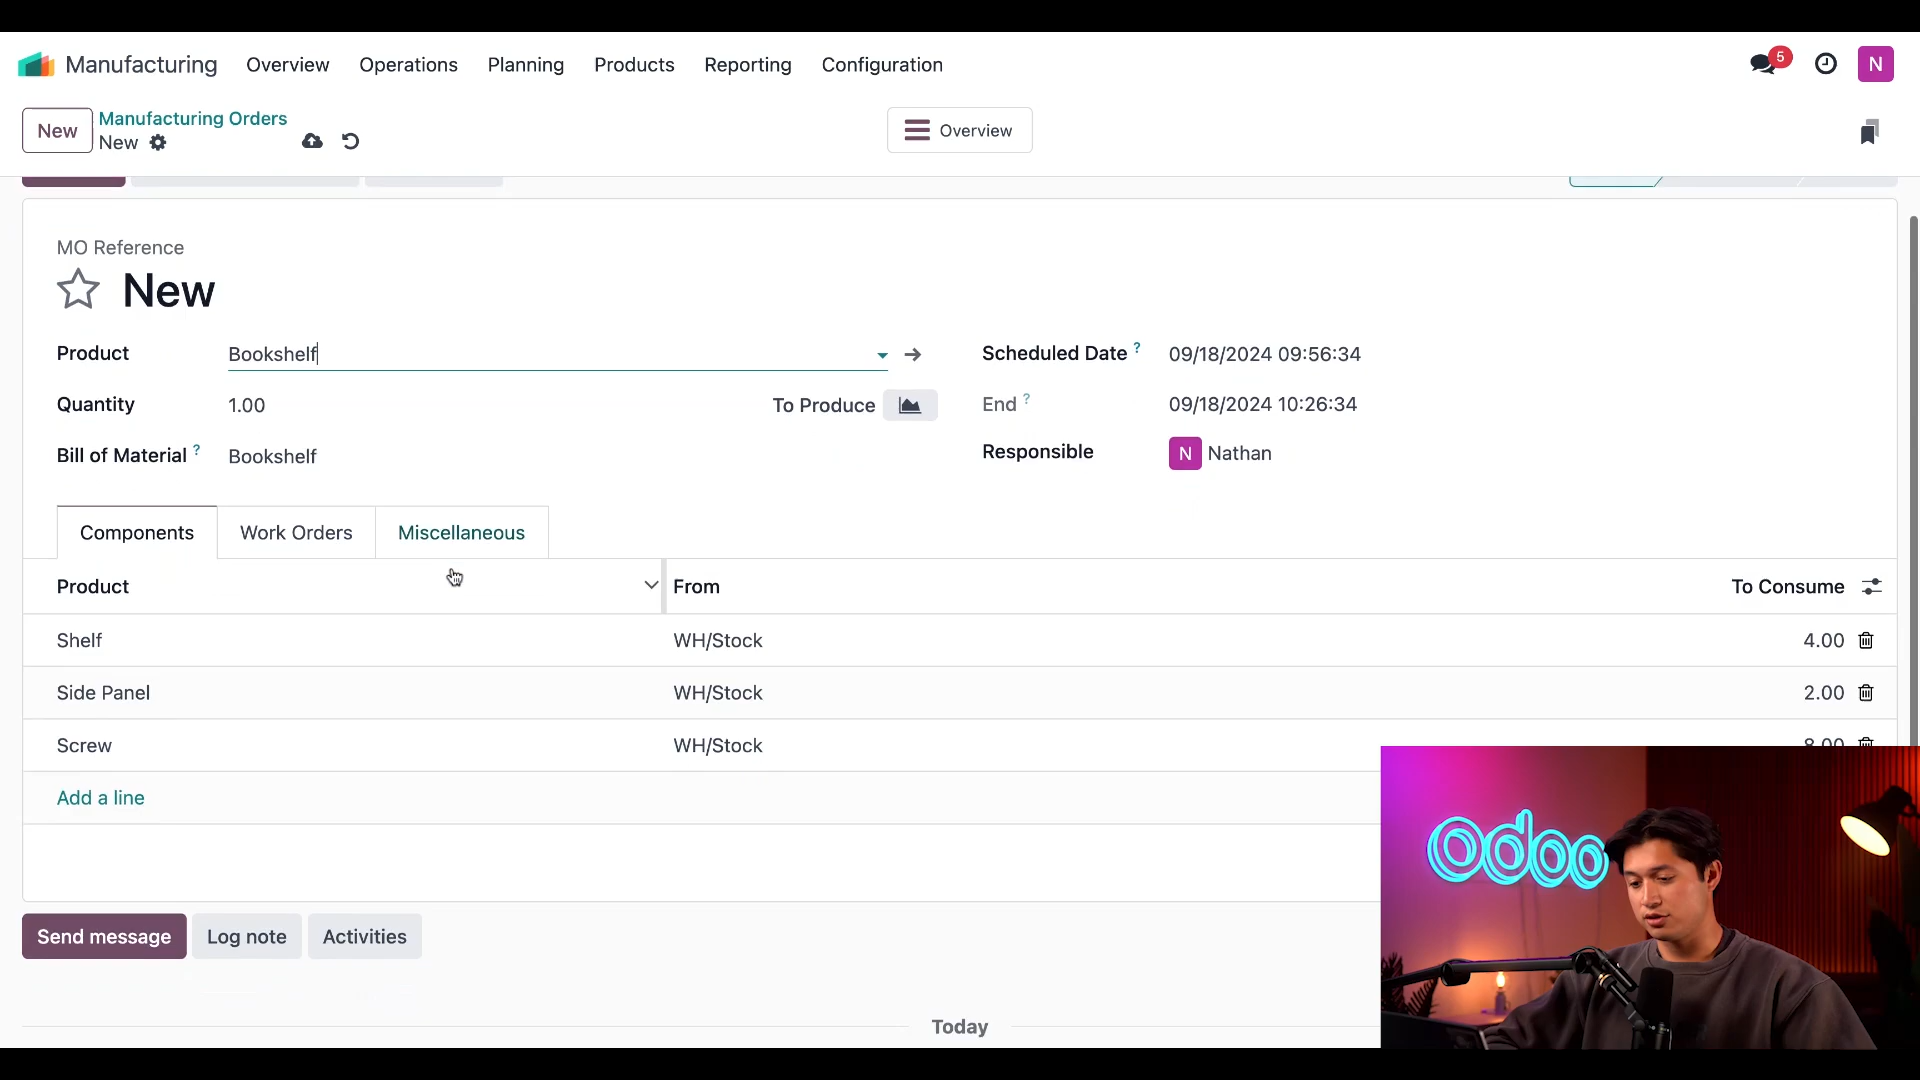 Manufacturing Overview Operations Planning Products Reporting Configuration 5 N
New Manufacturing Orders
New
Overview
MO Reference
New
Product Bookshelf Scheduled Date ? 09/18/2024 09:56:34
Quantity 1.00 To Produce End ? 09/18/2024 10:26:34
Bill of Material ? Bookshelf Responsible N Nathan
Components Work Orders Miscellaneous
Product From To Consume
Shelf WH/Stock 4.00
Side Panel WH/Stock 2.00
Screw WH/Stock 8.00
Add a line
odoo
Send message Log note Activities
Today